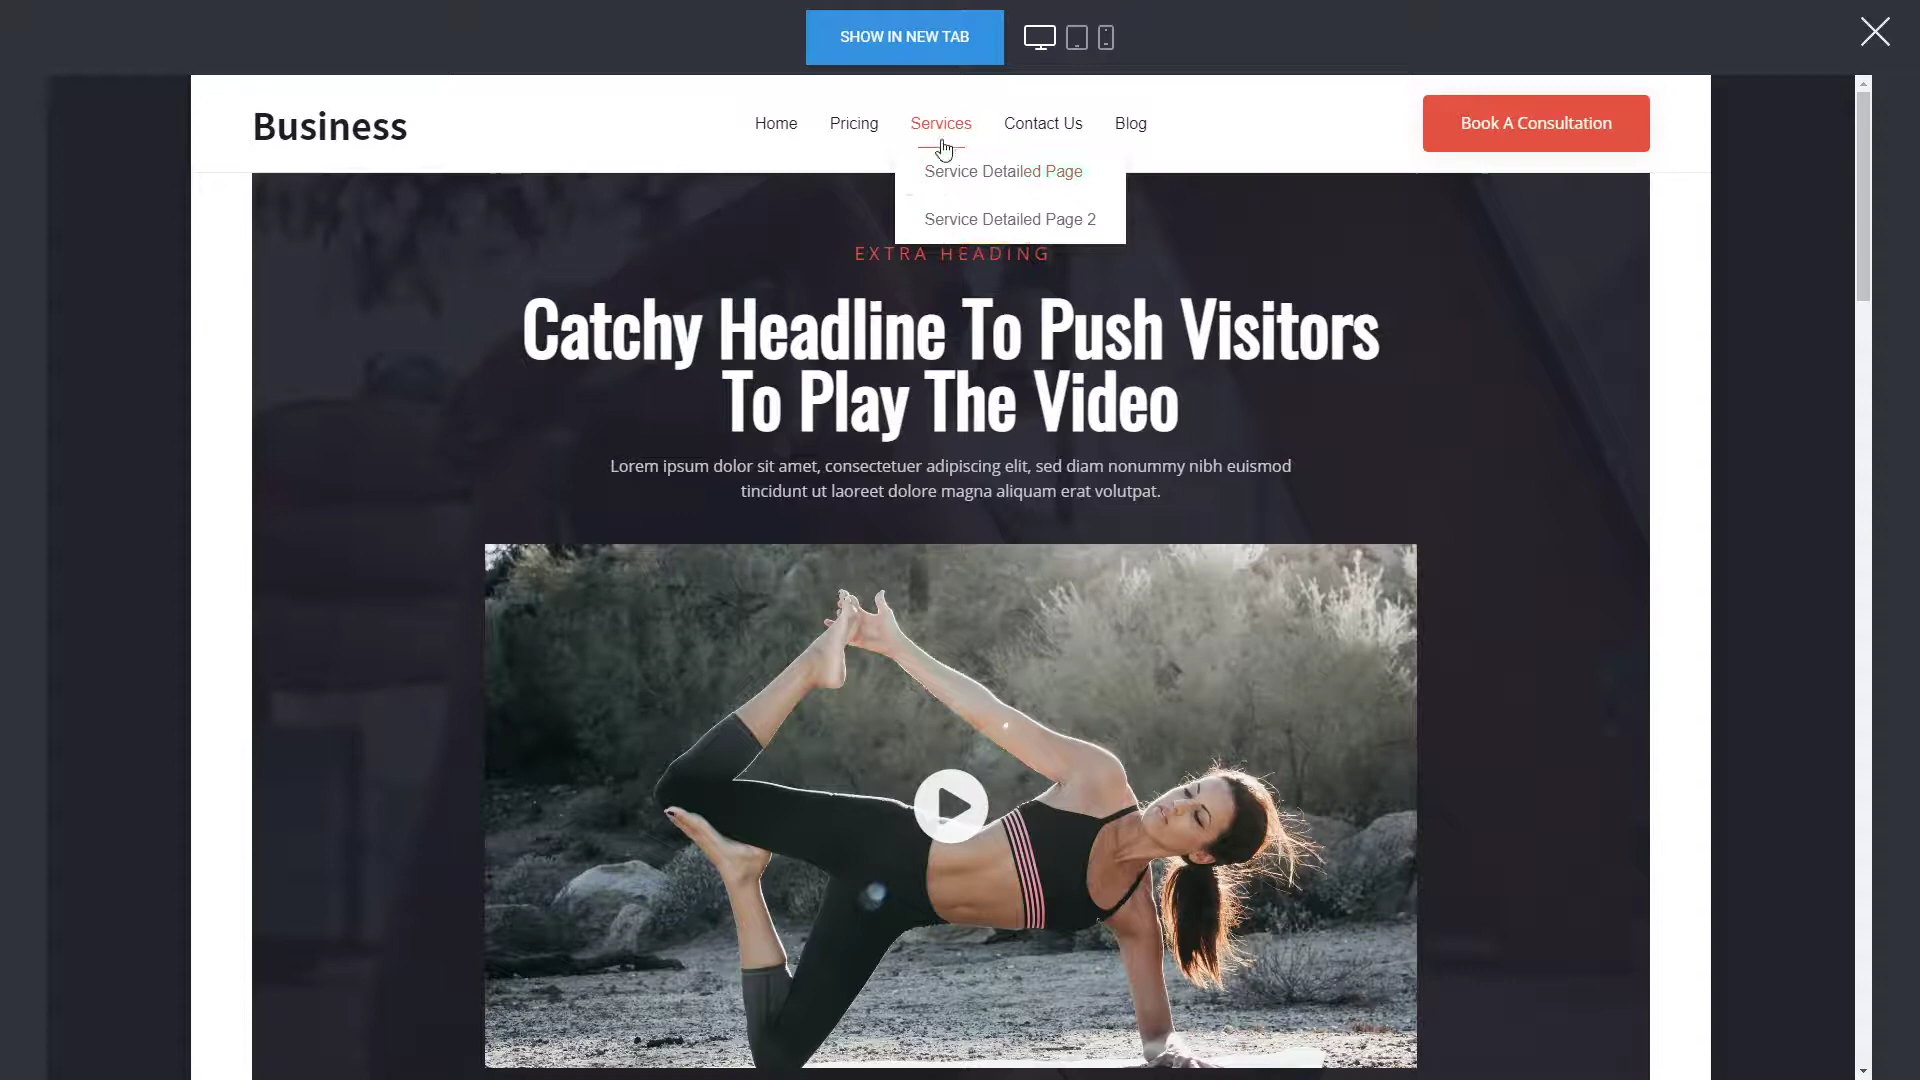 SHOW IN NEW TAB
Business
Home Pricing Services Contact Us Blog
Book A Consultation
Service Detailed Page
Service Detailed Page 2
EXTRA HEADING
Catchy Headline To Push Visitors
To Play The Video
Lorem ipsum dolor sit amet, consectetuer adipiscing elit, sed diam nonummy nibh euismod
tincidunt ut laoreet dolore magna aliquam erat volutpat.